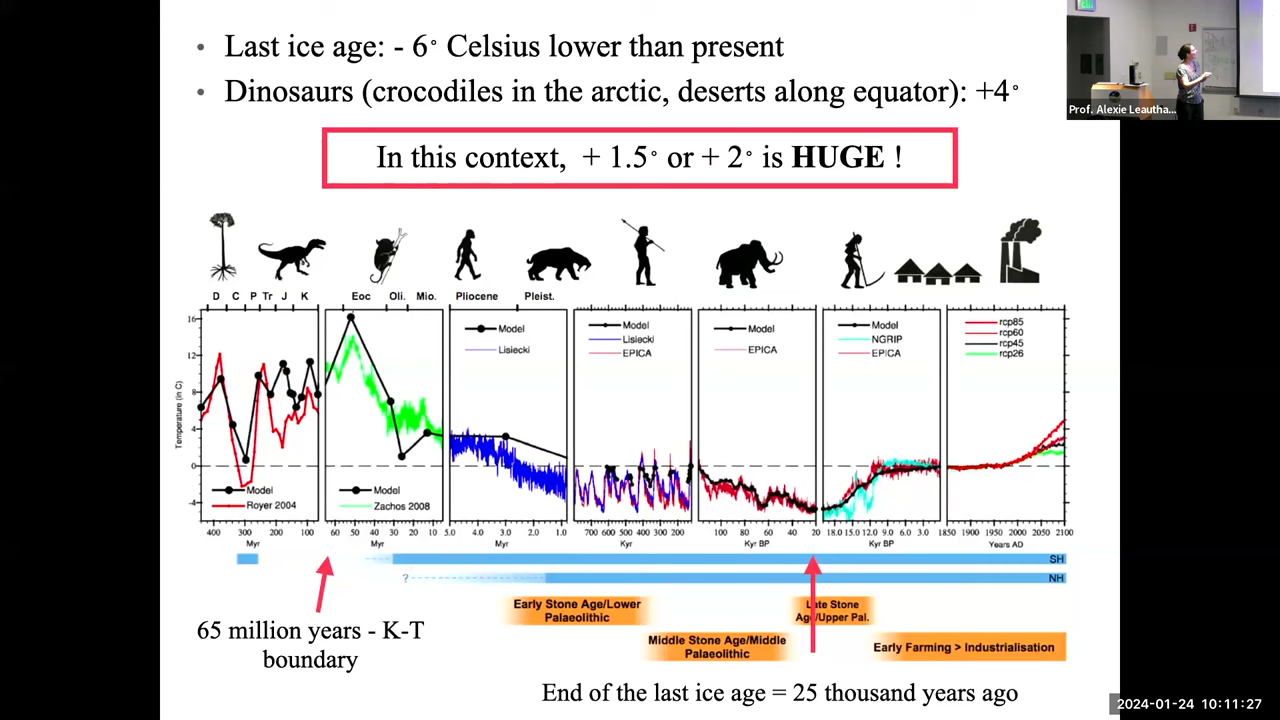 • Last ice age: - 6° Celsius lower than present
• Dinosaurs (crocodiles in the arctic, deserts along equator): +4°
Prof. Alexie Leautha...
In this context, + 1.5° or + 2° is HUGE !
D C P Tr J K
Eoc Oli. Mio.
Pliocene Pleist.
Temperature (in C)
16
12
8
4
0
-4
Model
Royer 2004
400 300 200 100
Myr
Model
Zachos 2008
60 50 40 30 20 10
Myr
Model
Lisiecki
5.0 3.0 2.0 1.0
Myr
Model
Lisiecki
EPICA
700 600 500 400 300 200
Kyr
Model
EPICA
100 80 60 40 20
Kyr BP
Model
NGRIP
EPICA
18.0 15.0 12.0 9.0 6.0 3.0
Kyr BP
rcp85
rcp60
rcp45
rcp26
1850 1900 1950 2000 2050 2100
Years AD
SH
?
NH
Early Stone Age/Lower
Palaeolithic
Late Stone
Age/Upper Pal.
Middle Stone Age/Middle
Palaeolithic
Early Farming > Industrialisation
65 million years - K-T
boundary
End of the last ice age = 25 thousand years ago
2024-01-24 10:11:27